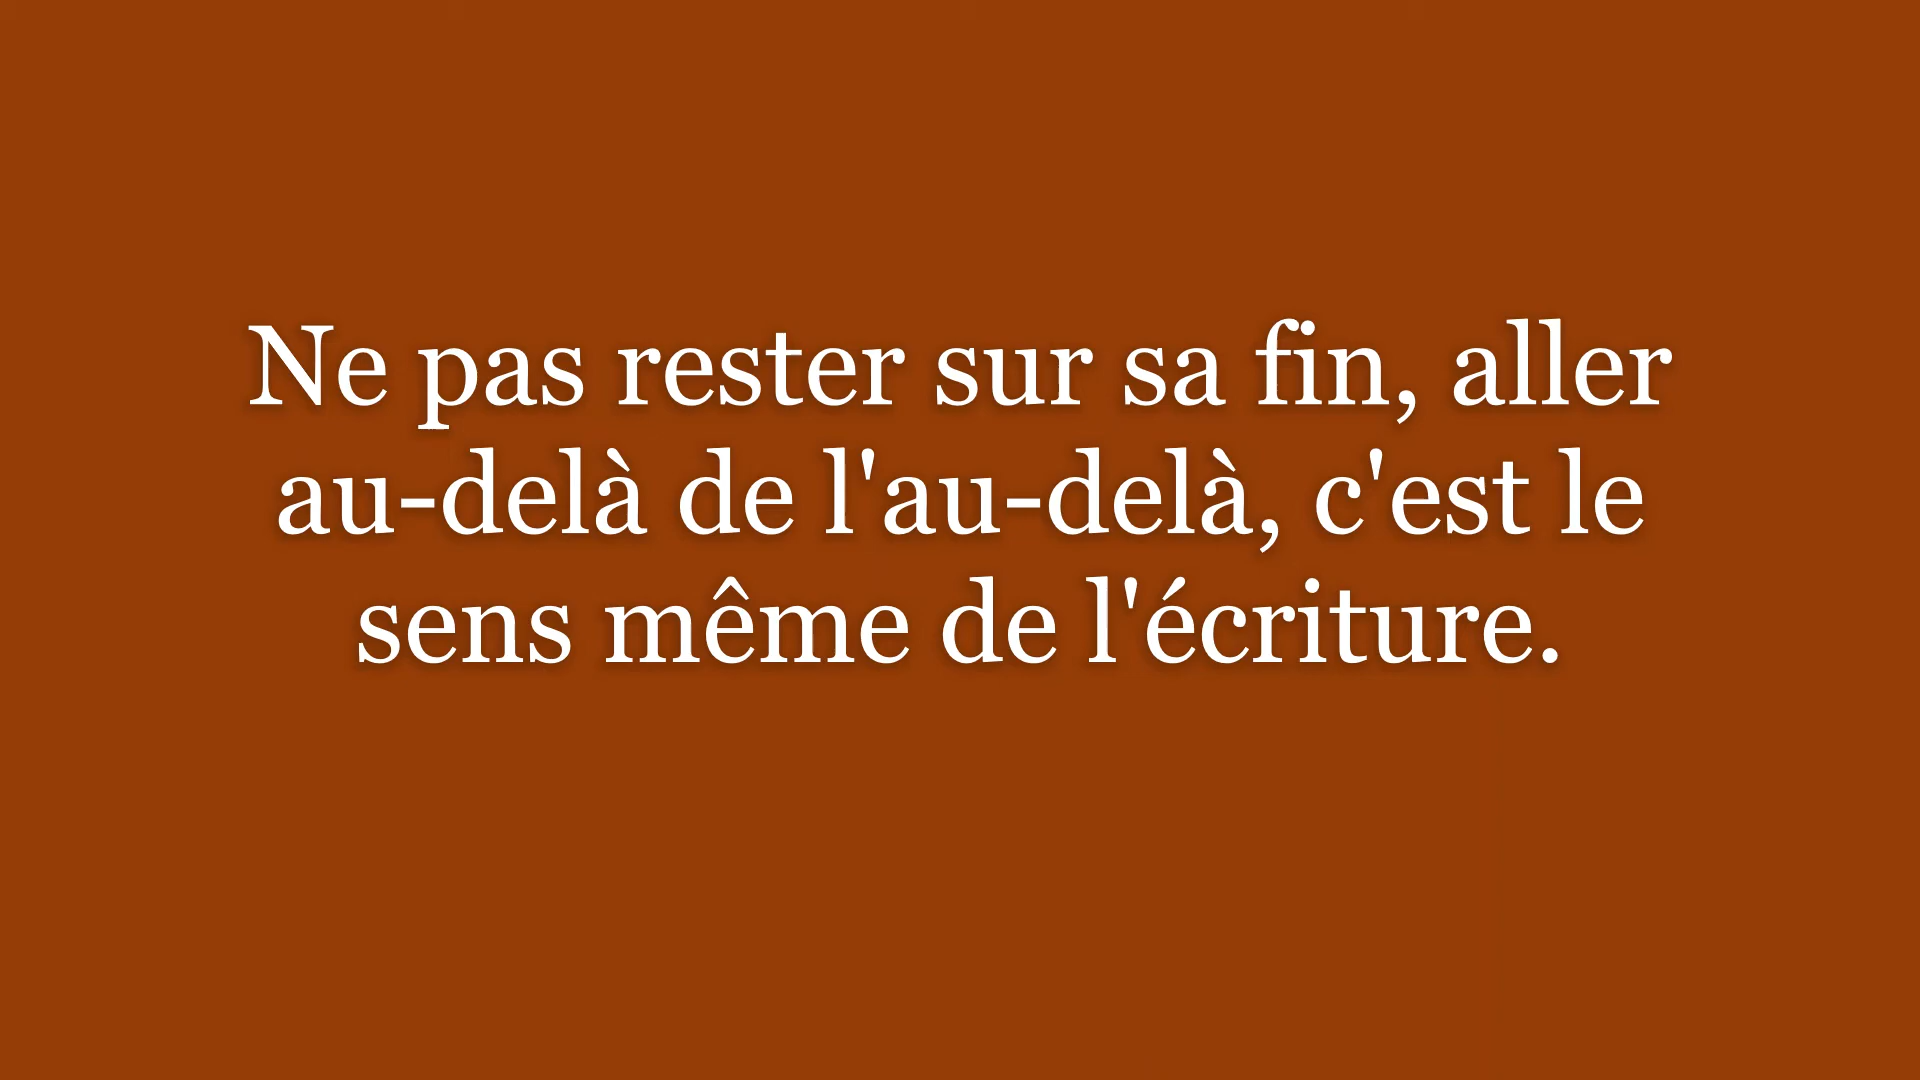 Ne pas rester sur sa fin, aller
au-delà de l'au-delà, c'est le
sens même de l'écriture.